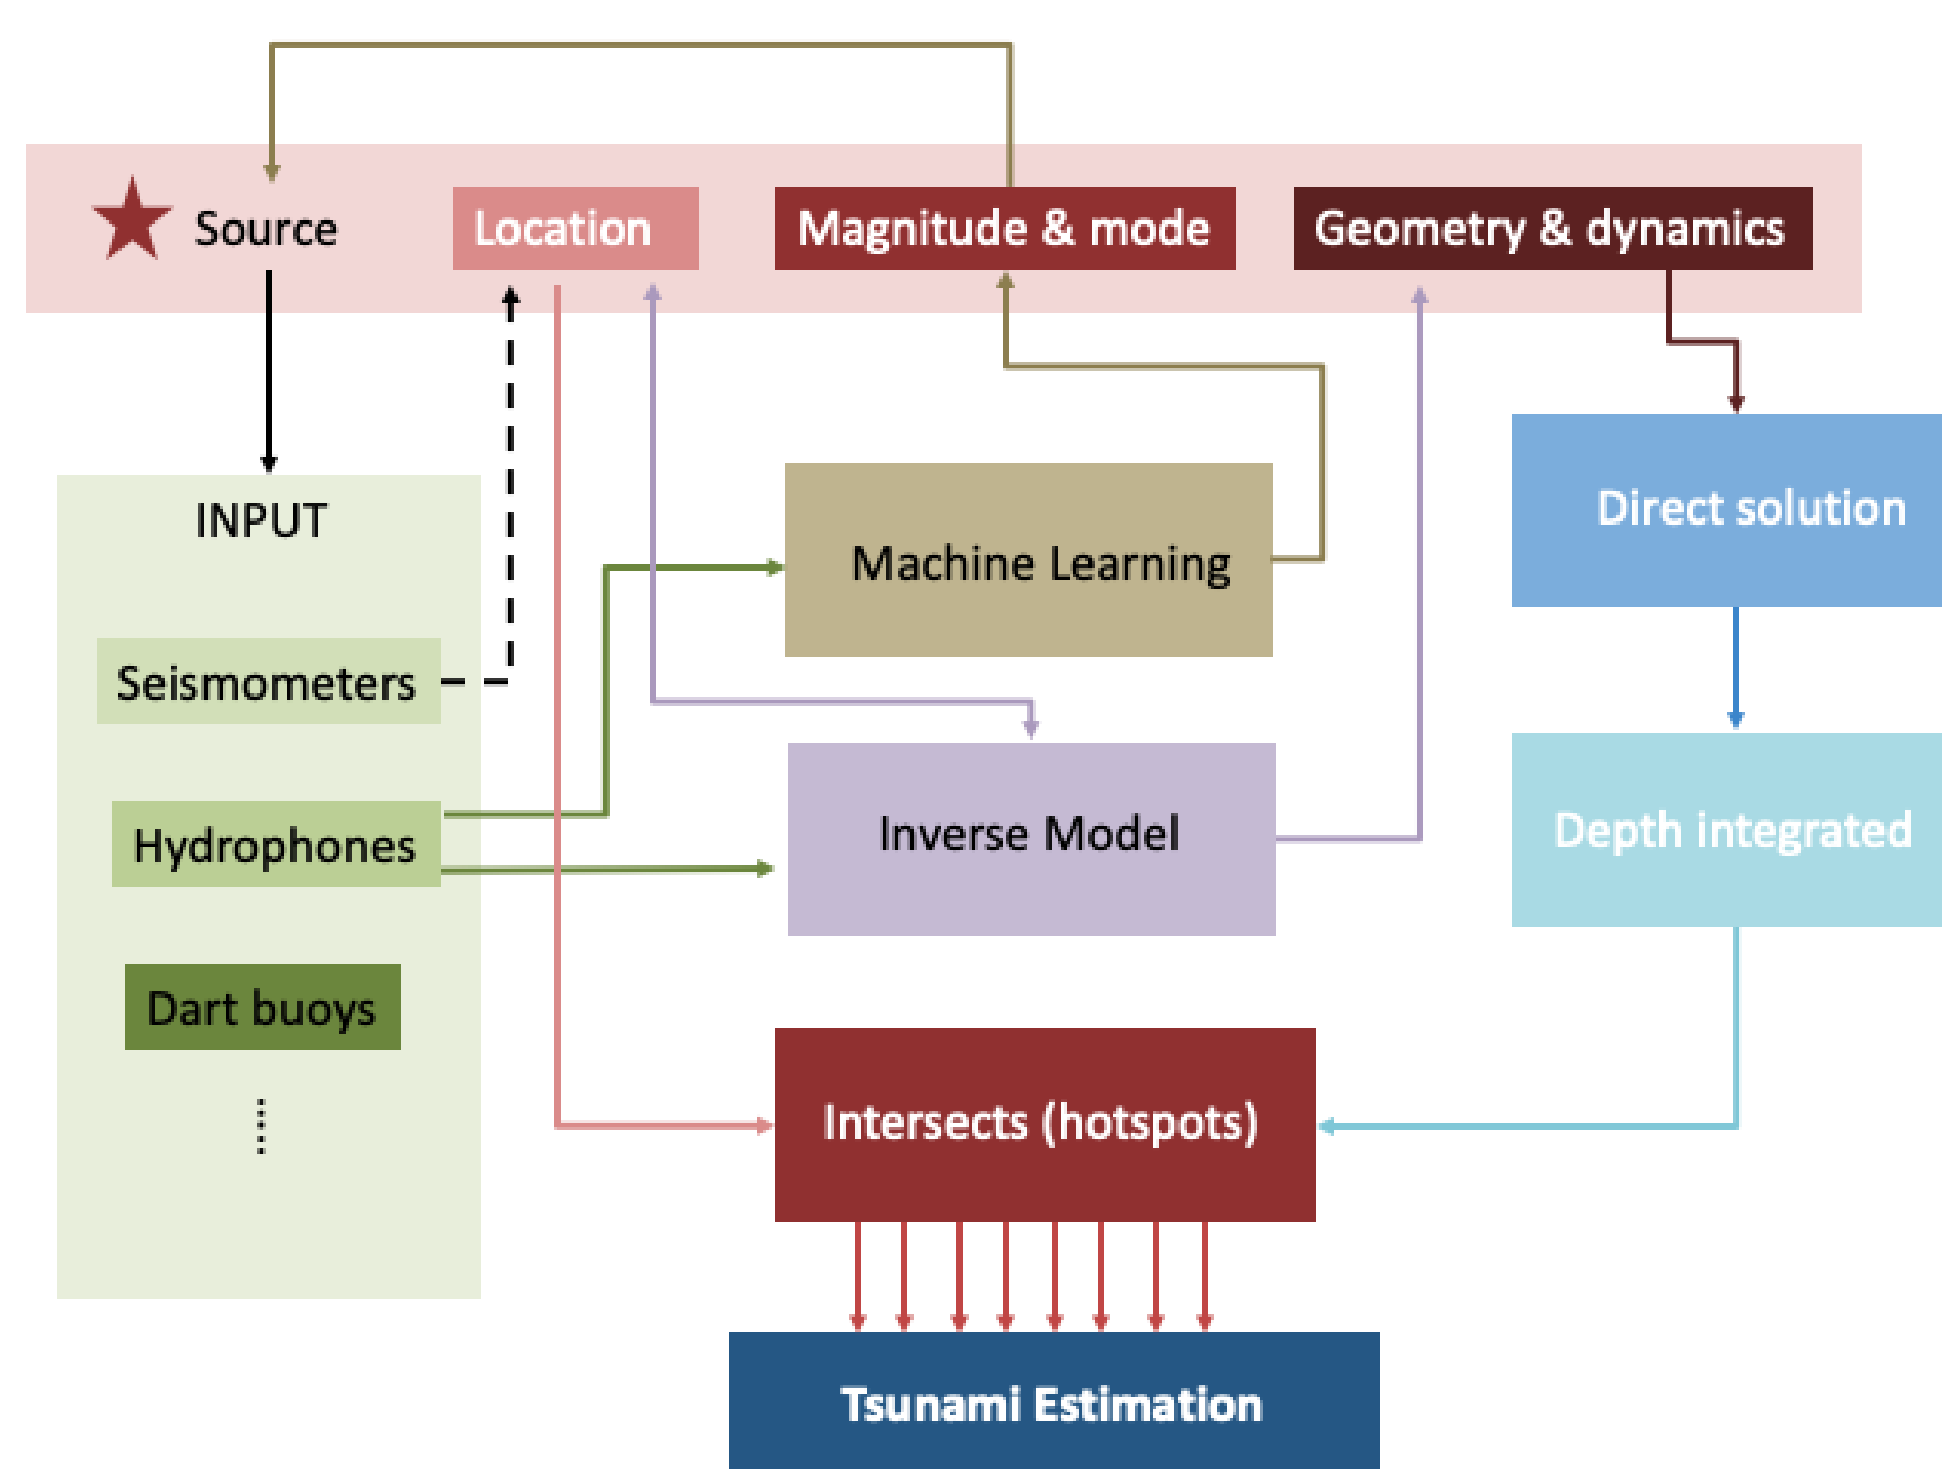 Source
Location
Magnitude & mode
Geometry & dynamics
INPUT
Seismometers
Hydrophones
Dart buoys
Machine Learning
Inverse Model
Direct solution
Depth integrated
Intersects (hotspots)
Tsunami Estimation